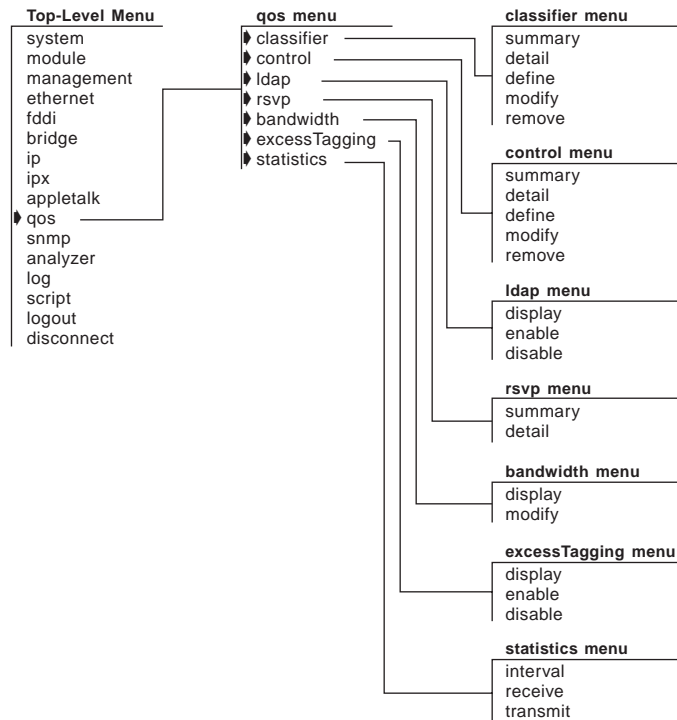 Top-Level Menu
system
module
management
ethernet
fddi
bridge
ip
ipx
appletalk
qos
snmp
analyzer
log
script
logout
disconnect
qos menu
classifier
control
ldap
rsvp
bandwidth
excessTagging
statistics
classifier menu
summary
detail
define
modify
remove
control menu
summary
detail
define
modify
remove
ldap menu
display
enable
disable
rsvp menu
summary
detail
bandwidth menu
display
modify
excessTagging menu
display
enable
disable
statistics menu
interval
receive
transmit